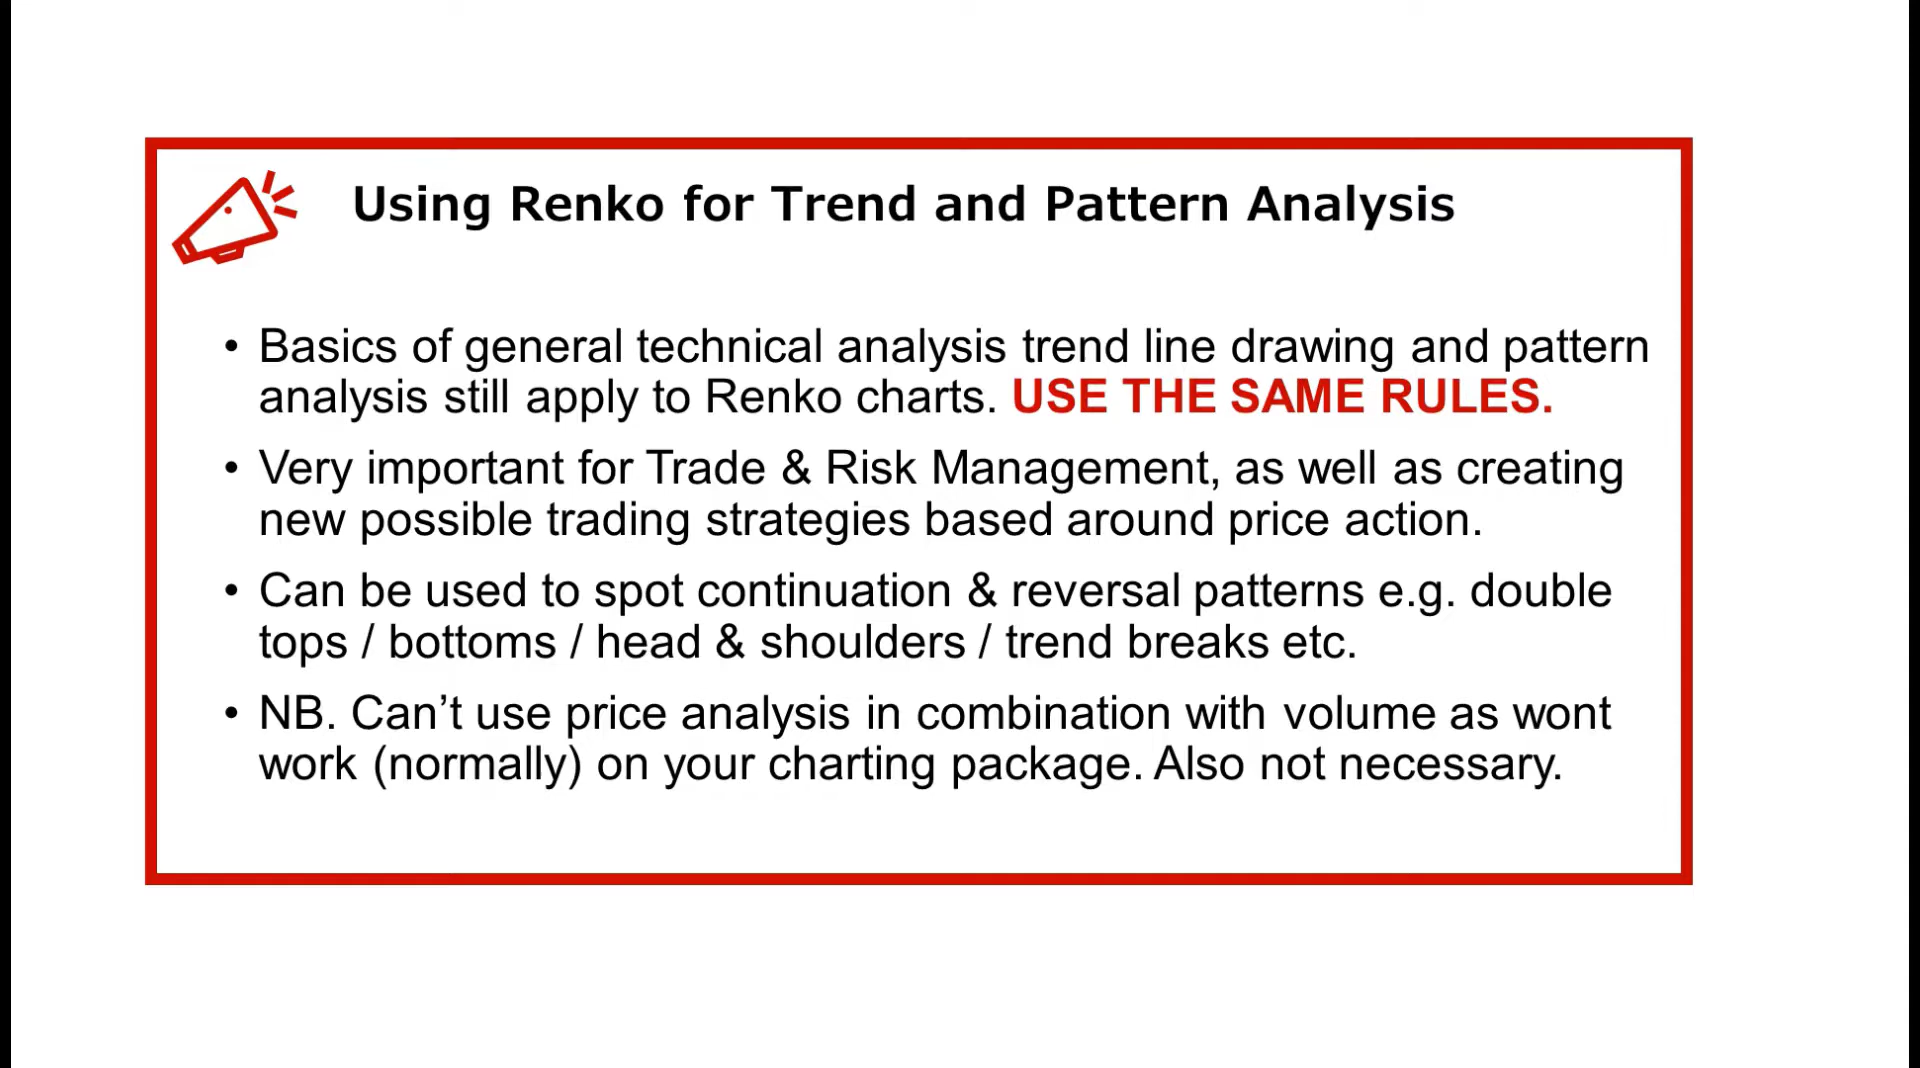 Using Renko for Trend and Pattern Analysis
• Basics of general technical analysis trend line drawing and pattern
analysis still apply to Renko charts. USE THE SAME RULES.
• Very important for Trade & Risk Management, as well as creating
new possible trading strategies based around price action.
• Can be used to spot continuation & reversal patterns e.g. double
tops / bottoms / head & shoulders / trend breaks etc.
• NB. Can’t use price analysis in combination with volume as wont
work (normally) on your charting package. Also not necessary.